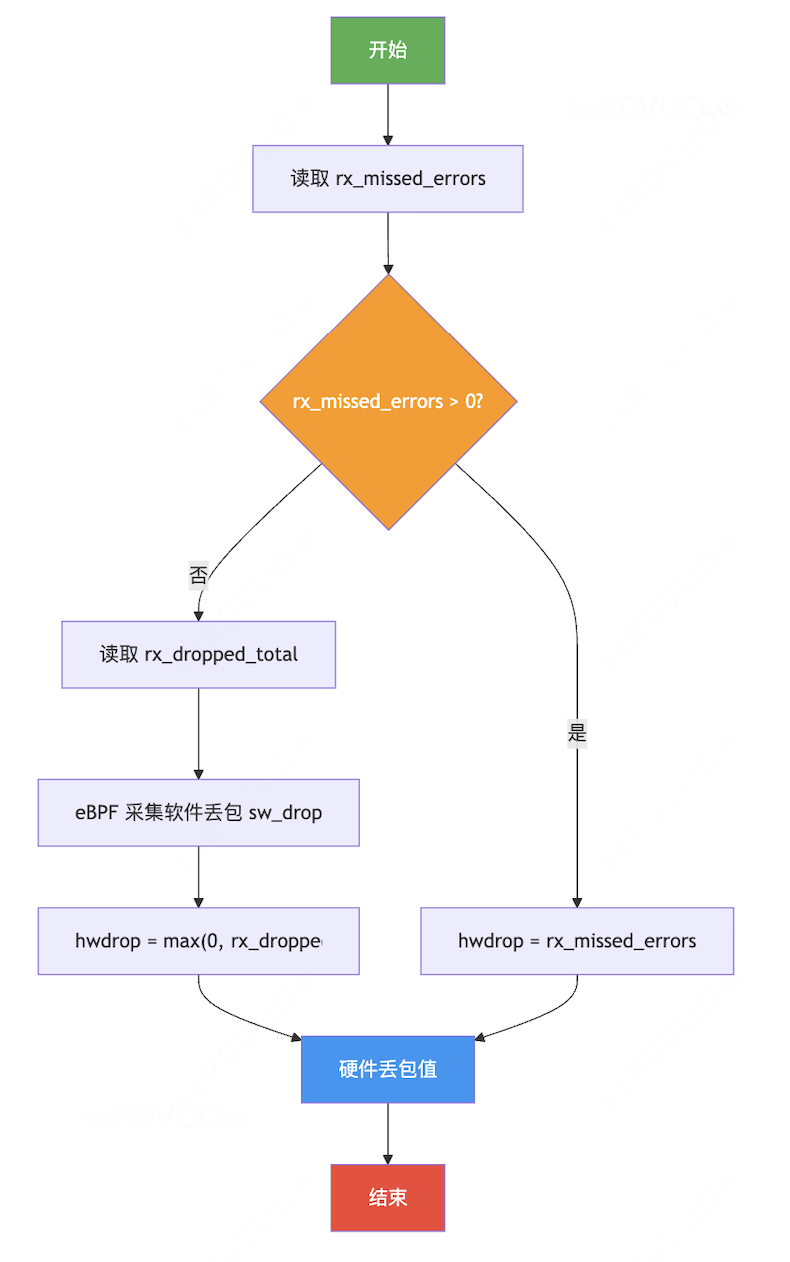 开始
读取 rx_missed_errors
rx_missed_errors > 0?
否
读取 rx_dropped_total
是
eBPF 采集软件丢包 sw_drop
hwdrop = max(0, rx_droppe
hwdrop = rx_missed_errors
硬件丢包值
结束